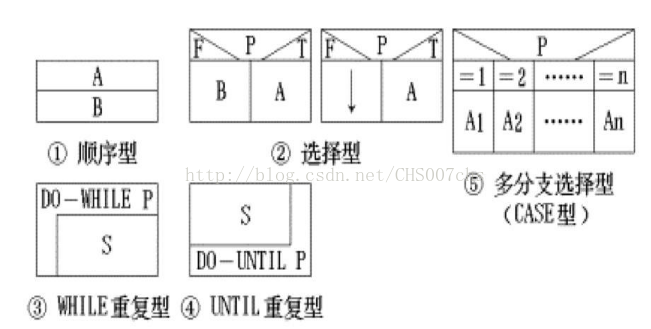 A
B
① 顺序型
F P T
B A
F P T
↓ A
② 选择型
P
=1 =2 …… =n
A1 A2 …… An
⑤ 多分支选择型
（CASE型）
http://blog.csdn.net/CHS007ch
DO-WHILE P
S
③ WHILE重复型
S
DO-UNTIL P
④ UNTIL重复型